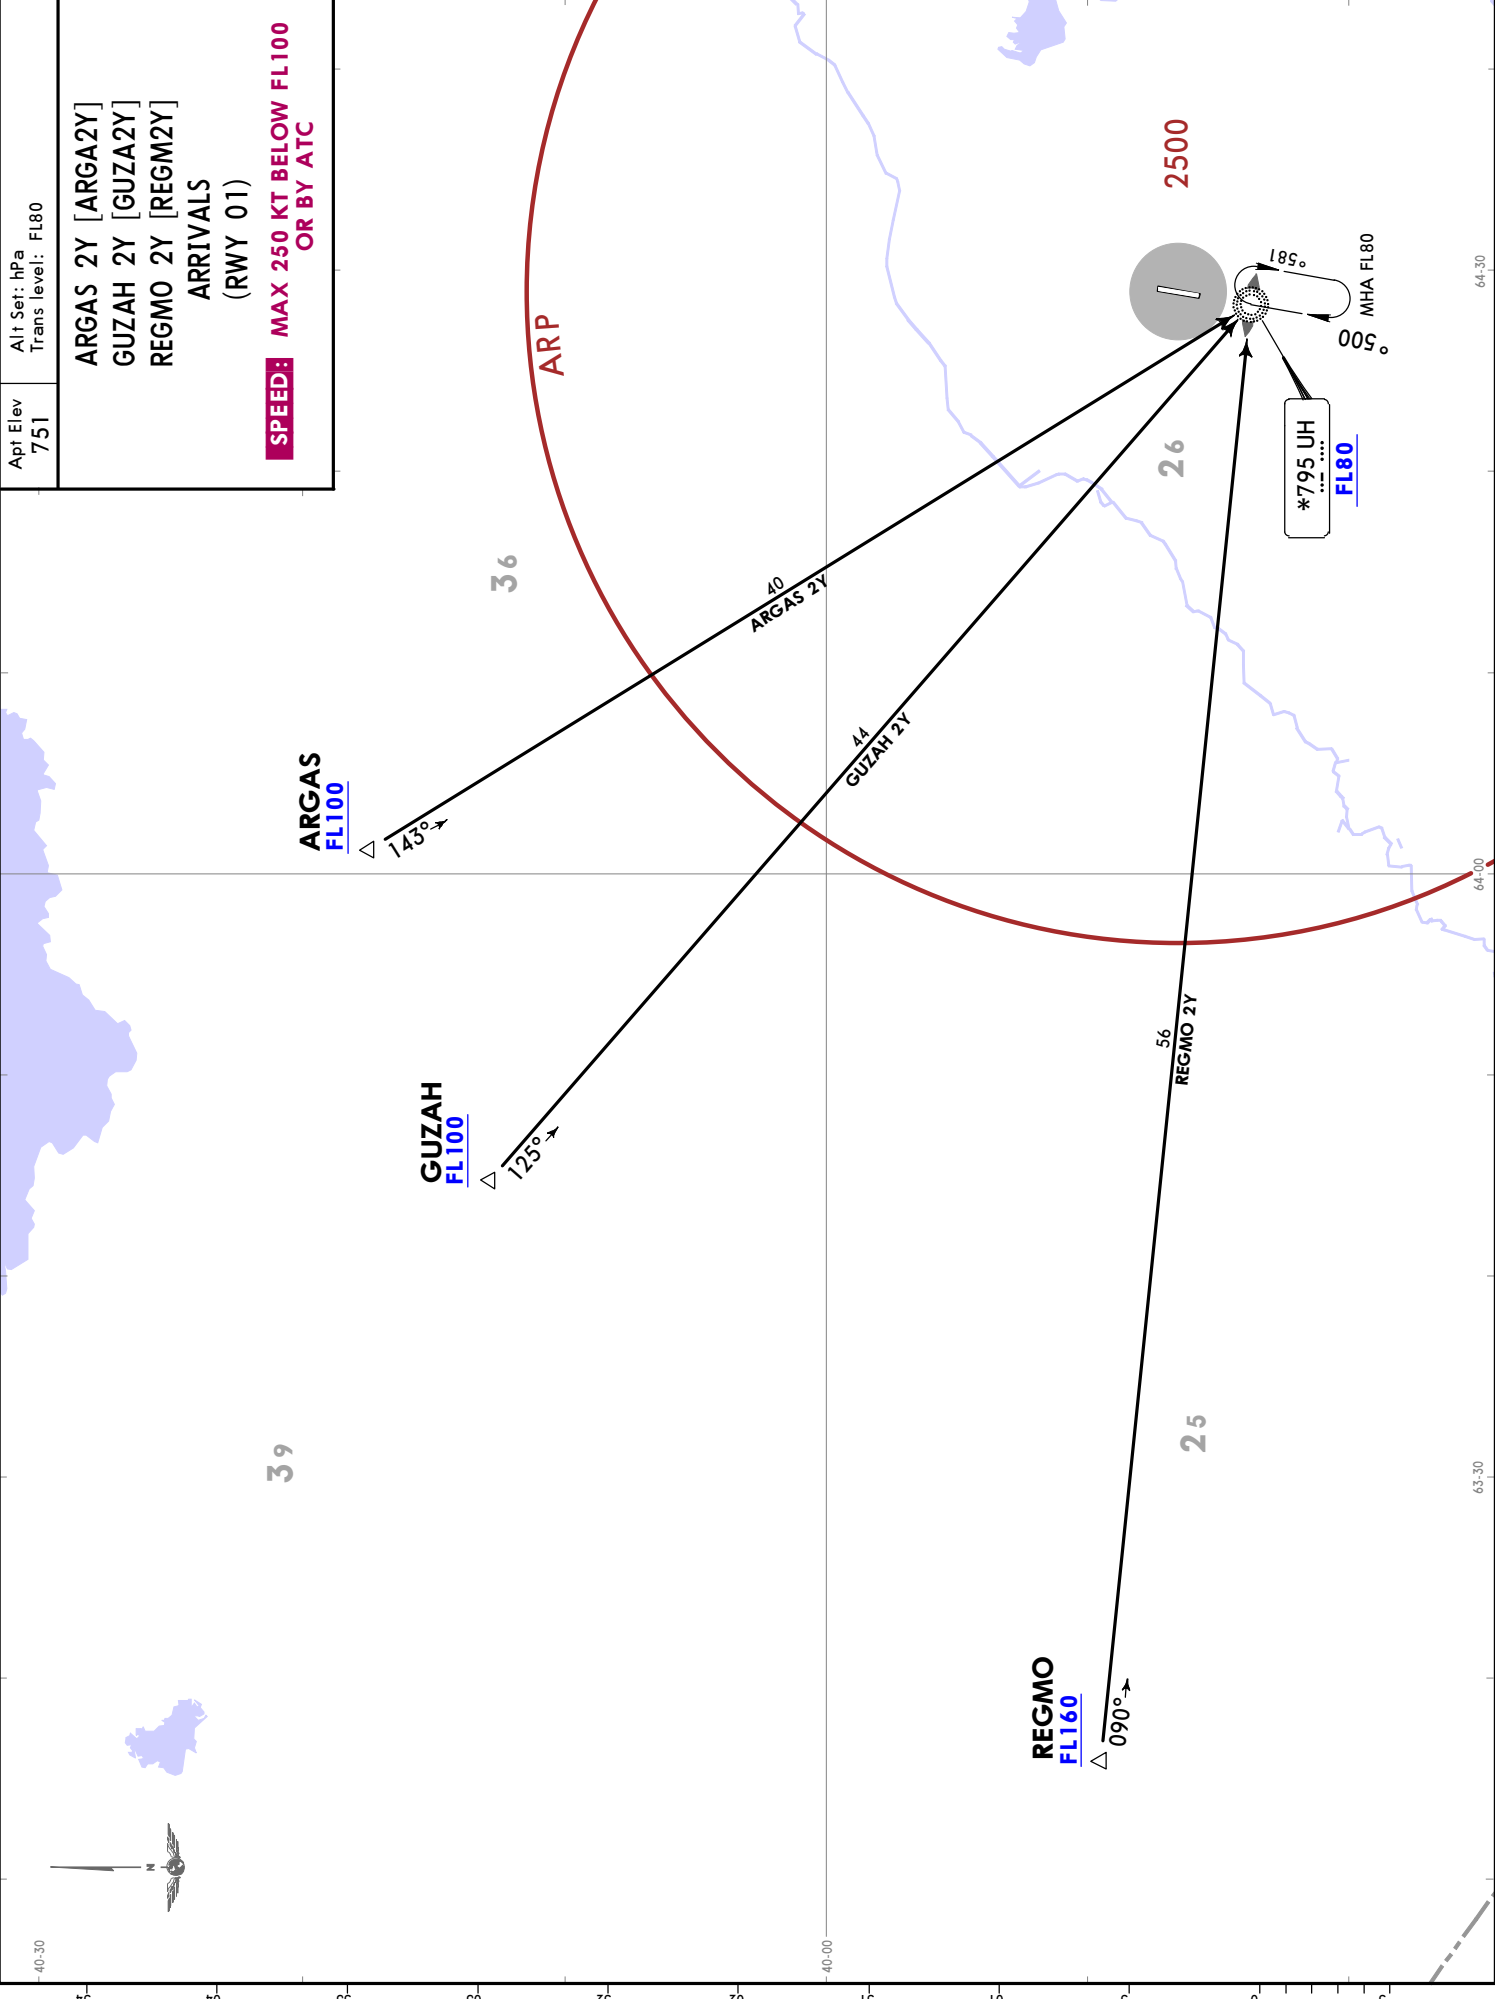 Apt Elev
751
Alt Set: hPa
Trans level: FL80
ARGAS 2Y [ARGA2Y]
GUZAH 2Y [GUZA2Y]
REGMO 2Y [REGM2Y]
ARRIVALS
(RWY 01)
SPEED: MAX 250 KT BELOW FL100
OR BY ATC
ARP
2500
36
39
26
25
ARGAS
FL100
143°
40
ARGAS 2Y
GUZAH
FL100
125°
44
GUZAH 2Y
REGMO
FL160
090°
56
REGMO 2Y
*795 UH
FL80
185°
005°
MHA FL80
N
40-30
40-00
63-30
64-00
64-30